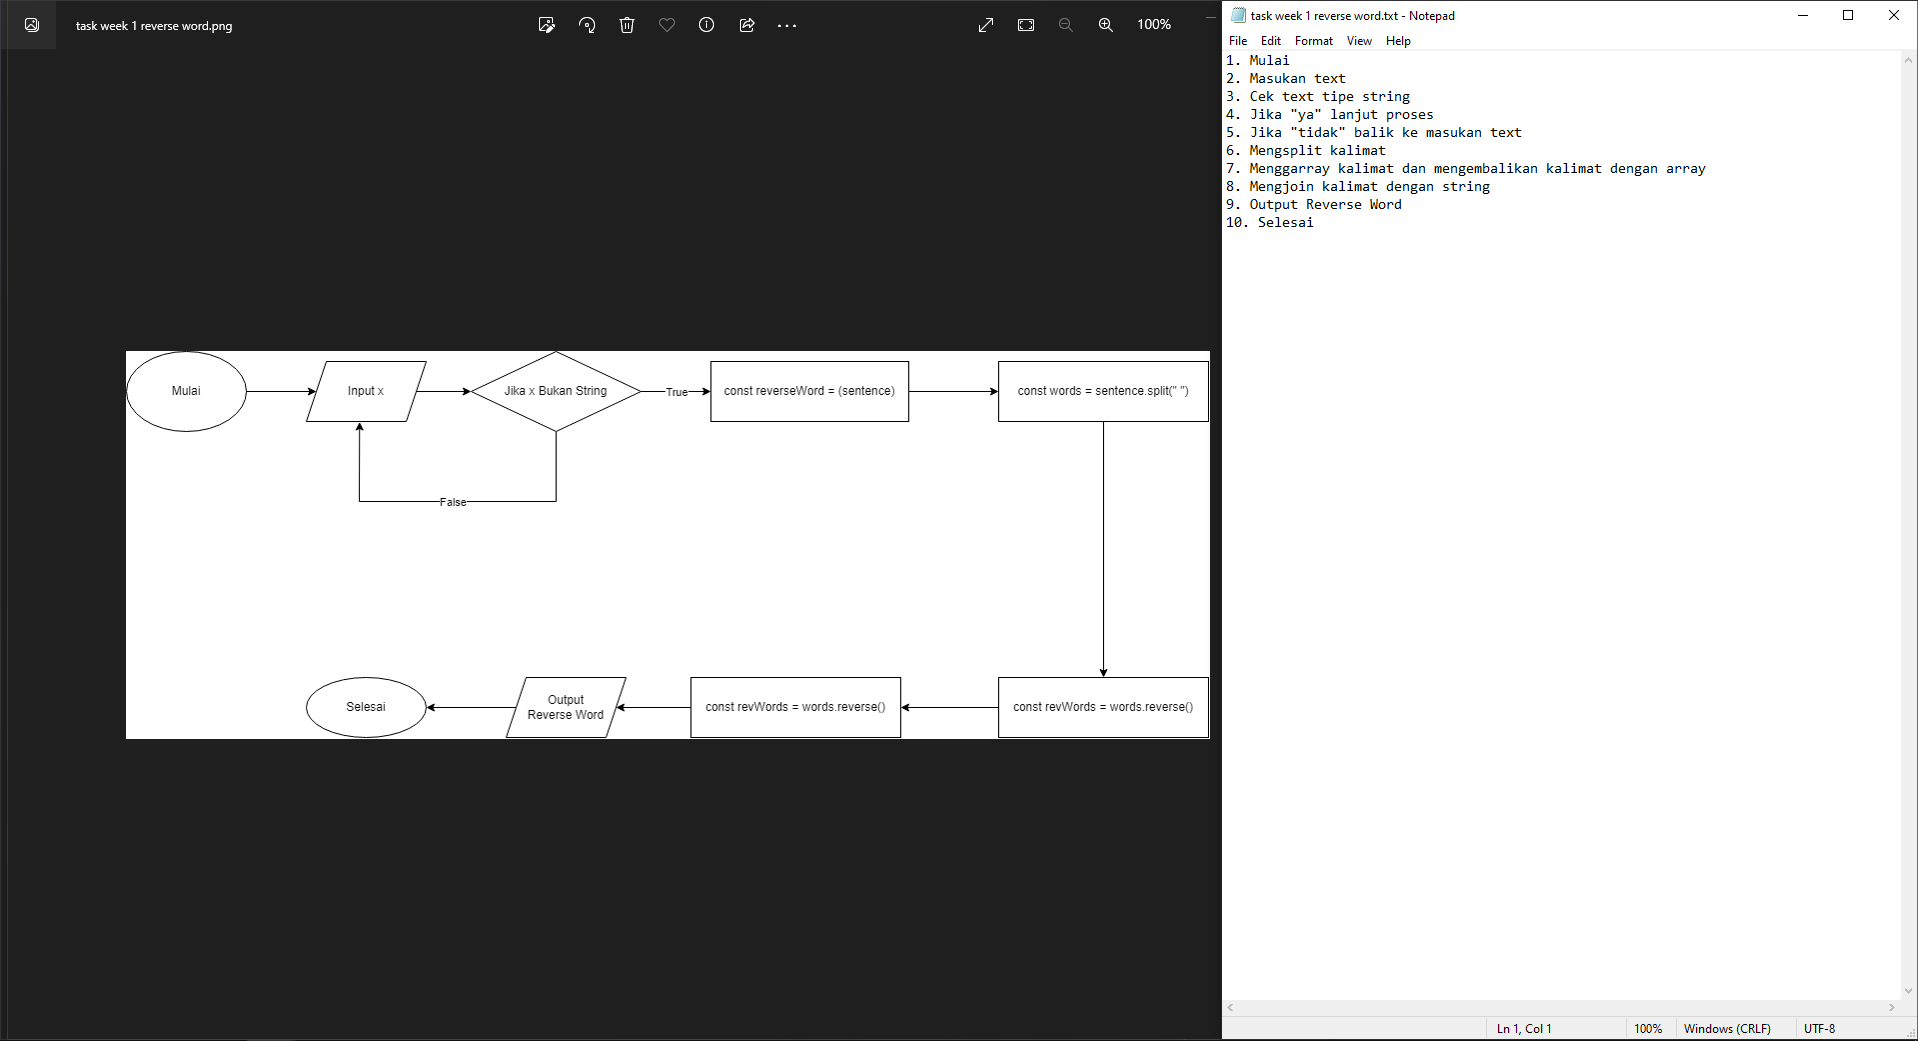 task week 1 reverse word.png
100%
task week 1 reverse word.txt - Notepad
File Edit Format View Help
1. Mulai
2. Masukan text
3. Cek text tipe string
4. Jika "ya" lanjut proses
5. Jika "tidak" balik ke masukan text
6. Mengsplit kalimat
7. Menggarray kalimat dan mengembalikan kalimat dengan array
8. Mengjoin kalimat dengan string
9. Output Reverse Word
10. Selesai
Mulai
Input x
Jika x Bukan String
True
const reverseWord = (sentence)
const words = sentence.split(" ")
False
Selesai
Output
Reverse Word
const revWords = words.reverse()
const revWords = words.reverse()
Ln 1, Col 1
100%
Windows (CRLF)
UTF-8